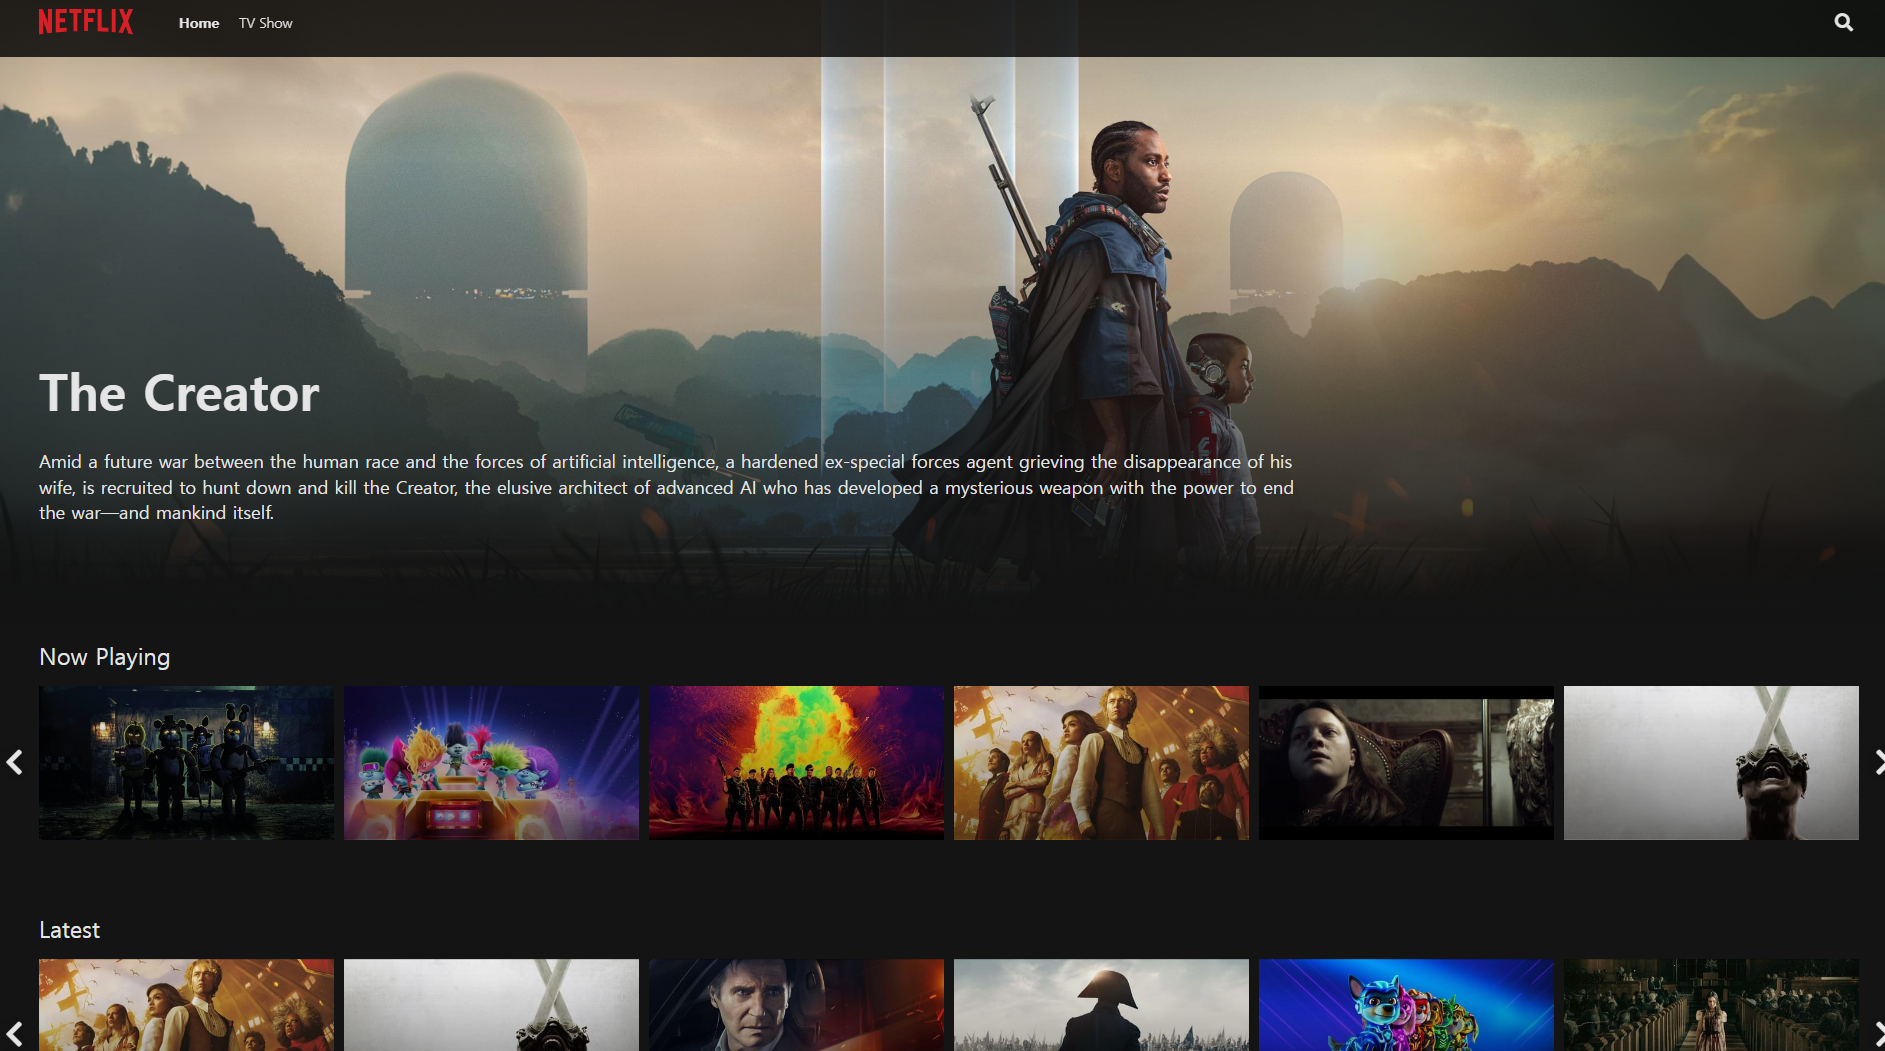 NETFLIX Home TV Show
The Creator
Amid a future war between the human race and the forces of artificial intelligence, a hardened ex-special forces agent grieving the disappearance of his
wife, is recruited to hunt down and kill the Creator, the elusive architect of advanced AI who has developed a mysterious weapon with the power to end
the war—and mankind itself.
Now Playing
Latest